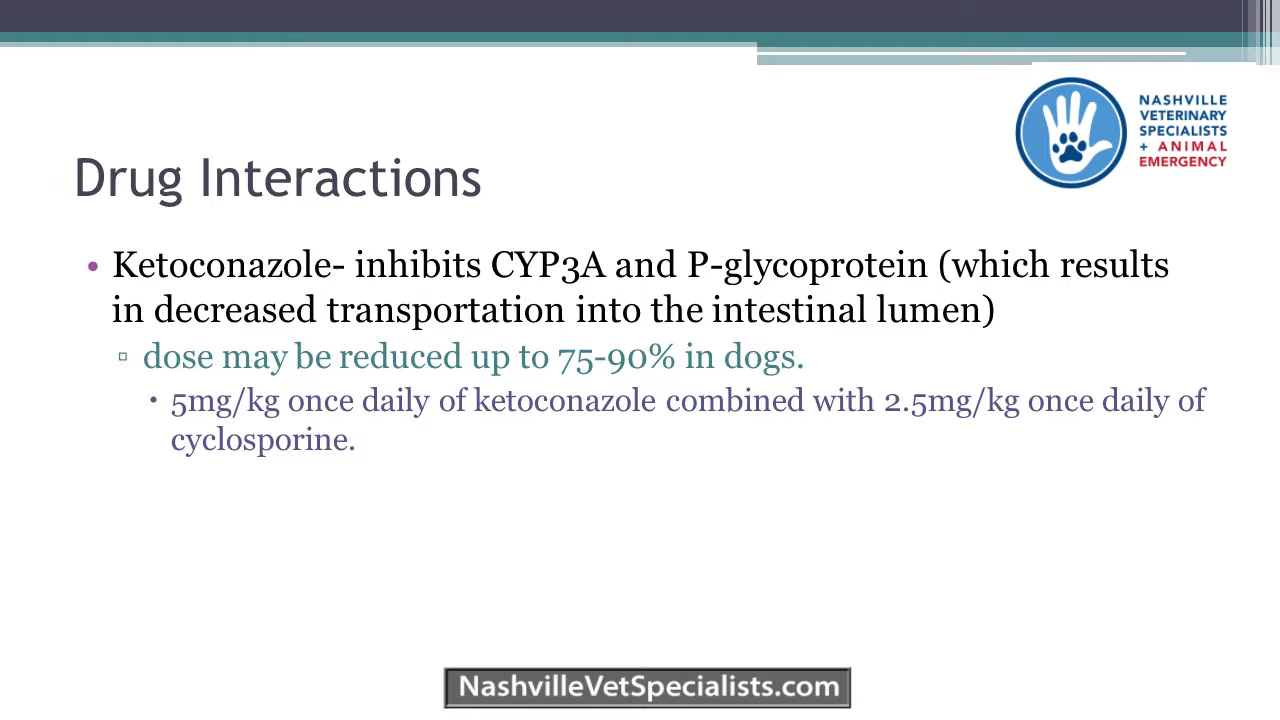 NASHVILLE
VETERINARY
SPECIALISTS
+ ANIMAL
EMERGENCY
Drug Interactions
• Ketoconazole- inhibits CYP3A and P-glycoprotein (which results
in decreased transportation into the intestinal lumen)
▫ dose may be reduced up to 75-90% in dogs.
▪ 5mg/kg once daily of ketoconazole combined with 2.5mg/kg once daily of
cyclosporine.
NashvilleVetSpecialists.com